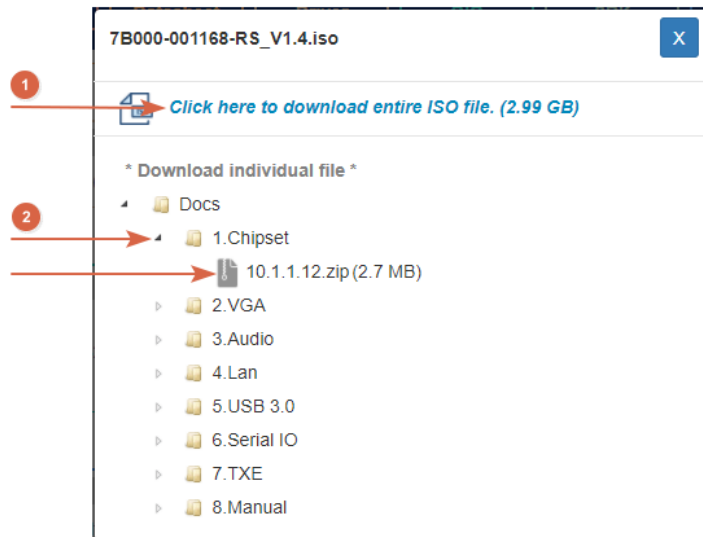 7B000-001168-RS_V1.4.iso
X
1
Click here to download entire ISO file. (2.99 GB)
* Download individual file *
Docs
2
1.Chipset
10.1.1.12.zip (2.7 MB)
2.VGA
3.Audio
4.Lan
5.USB 3.0
6.Serial IO
7.TXE
8.Manual